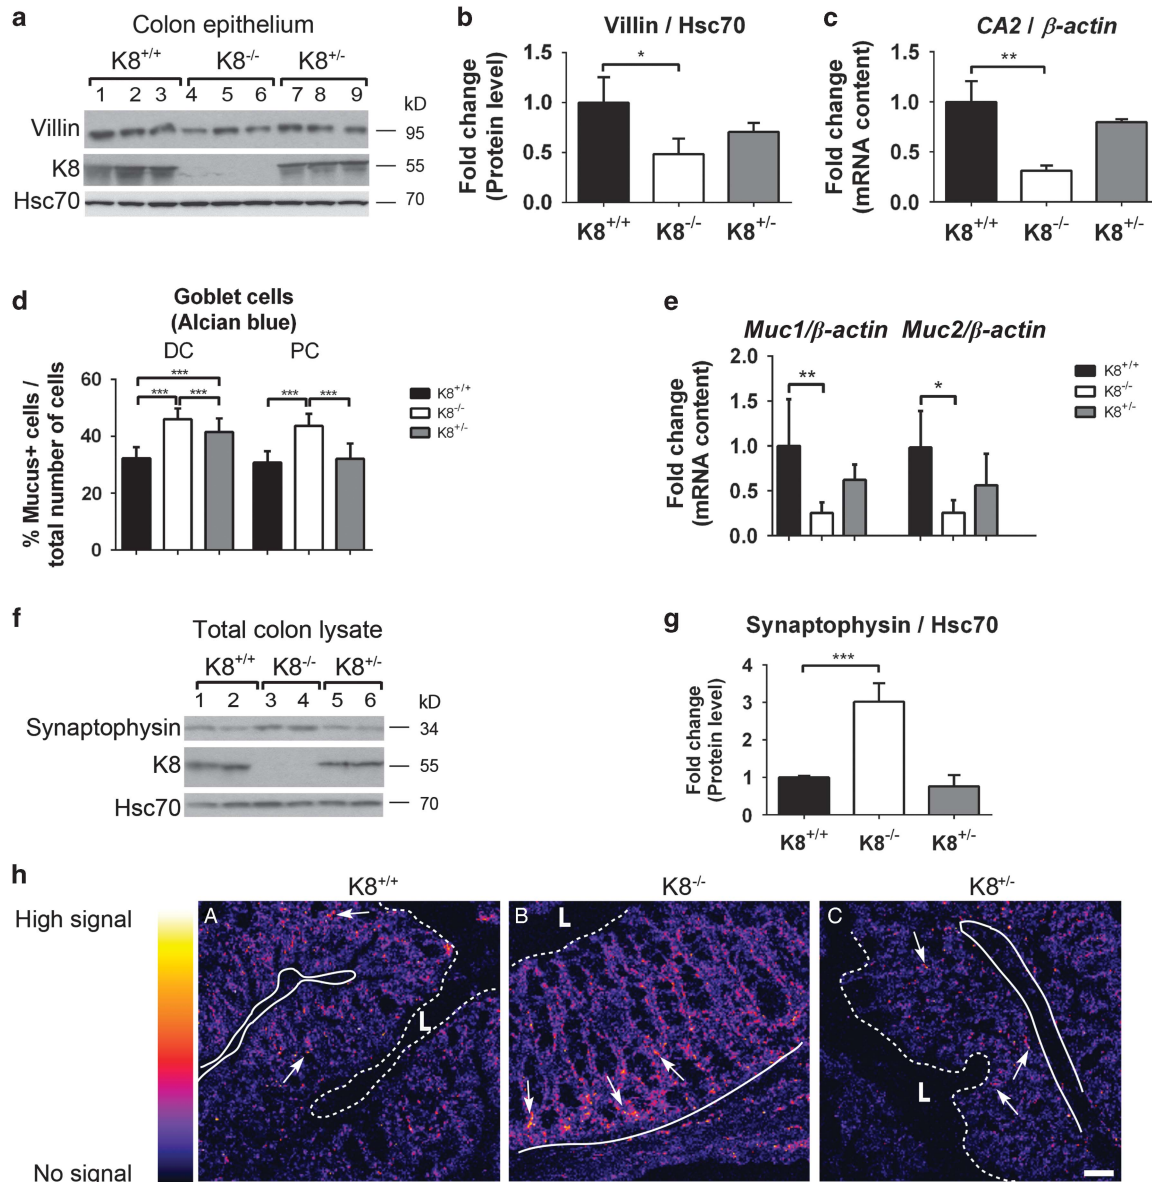 a
Colon epithelium
K8+/+ K8-/- K8+/-
1 2 3 4 5 6 7 8 9
kD
Villin
95
K8
55
Hsc70
70
b
Villin / Hsc70
Fold change
(Protein level)
1.5
1.0
0.5
0.0
*
K8+/+ K8-/- K8+/-
c
CA2 / β-actin
Fold change
(mRNA content)
1.5
1.0
0.5
0.0
**
K8+/+ K8-/- K8+/-
d
Goblet cells
(Alcian blue)
DC PC
% Mucus+ cells /
total number of cells
60
40
20
0
***
*** ***
*** ***
K8+/+
K8-/-
K8+/-
e
Muc1/β-actin Muc2/β-actin
Fold change
(mRNA content)
2.0
1.5
1.0
0.5
0.0
**
*
K8+/+
K8-/-
K8+/-
f
Total colon lysate
K8+/+ K8-/- K8+/-
1 2 3 4 5 6
kD
Synaptophysin
34
K8
55
Hsc70
70
g
Synaptophysin / Hsc70
Fold change
(Protein level)
4
3
2
1
0
***
K8+/+ K8-/- K8+/-
h
K8+/+ K8-/- K8+/-
High signal
No signal
A
L
B
L
C
L